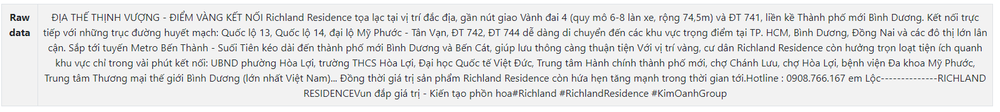 Raw data
ĐỊA THẾ THỊNH VƯỢNG - ĐIỂM VÀNG KẾT NỐI Richland Residence tọa lạc tại vị trí đắc địa, gần nút giao Vành đai 4 (quy mô 6-8 làn xe, rộng 74,5m) và ĐT 741, liền kề Thành phố mới Bình Dương. Kết nối trực
tiếp với những trục đường huyết mạch: Quốc lộ 13, Quốc lộ 14, đại lộ Mỹ Phước - Tân Vạn, ĐT 742, ĐT 744 dễ dàng di chuyển đến các khu vực trọng điểm tại TP. HCM, Bình Dương, Đồng Nai và các đô thị lớn lân
cận. Sắp tới tuyến Metro Bến Thành - Suối Tiên kéo dài đến thành phố mới Bình Dương và Bến Cát, giúp lưu thông càng thuận tiện Với vị trí vàng, cư dân Richland Residence còn hưởng trọn loạt tiện ích quanh
khu vực chỉ trong vài phút kết nối: UBND phường Hòa Lợi, trường THCS Hòa Lợi, Đại học Quốc tế Việt Đức, Trung tâm Hành chính thành phố mới, chợ Chánh Lưu, chợ Hòa Lợi, bệnh viện Đa khoa Mỹ Phước,
Trung tâm Thương mại thế giới Bình Dương (lớn nhất Việt Nam)... Đồng thời giá trị sản phẩm Richland Residence còn hứa hẹn tăng mạnh trong thời gian tới.Hotline : 0908.766.167 em Lộc--------------RICHLAND
RESIDENCEVun đắp giá trị - Kiến tạo phồn hoa#Richland #RichlandResidence #KimOanhGroup